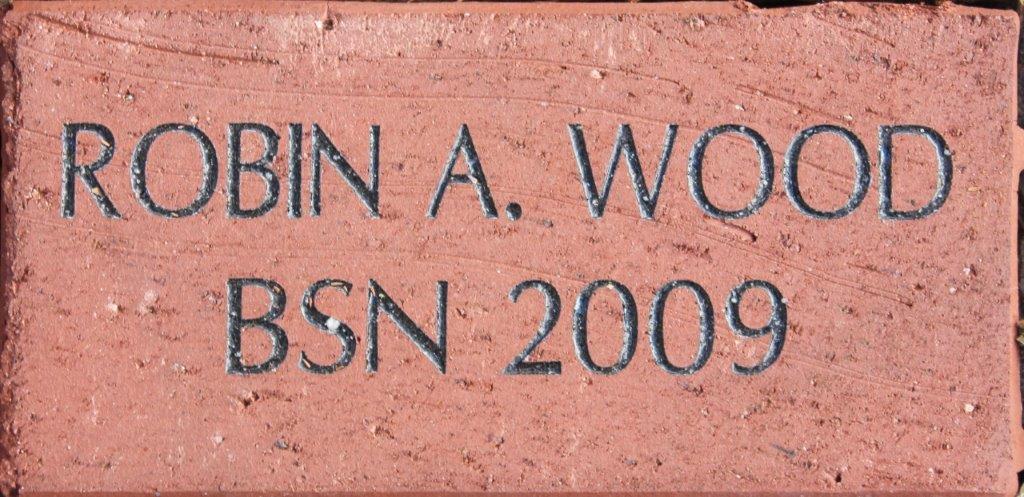 ROBIN A. WOOD
BSN 2009